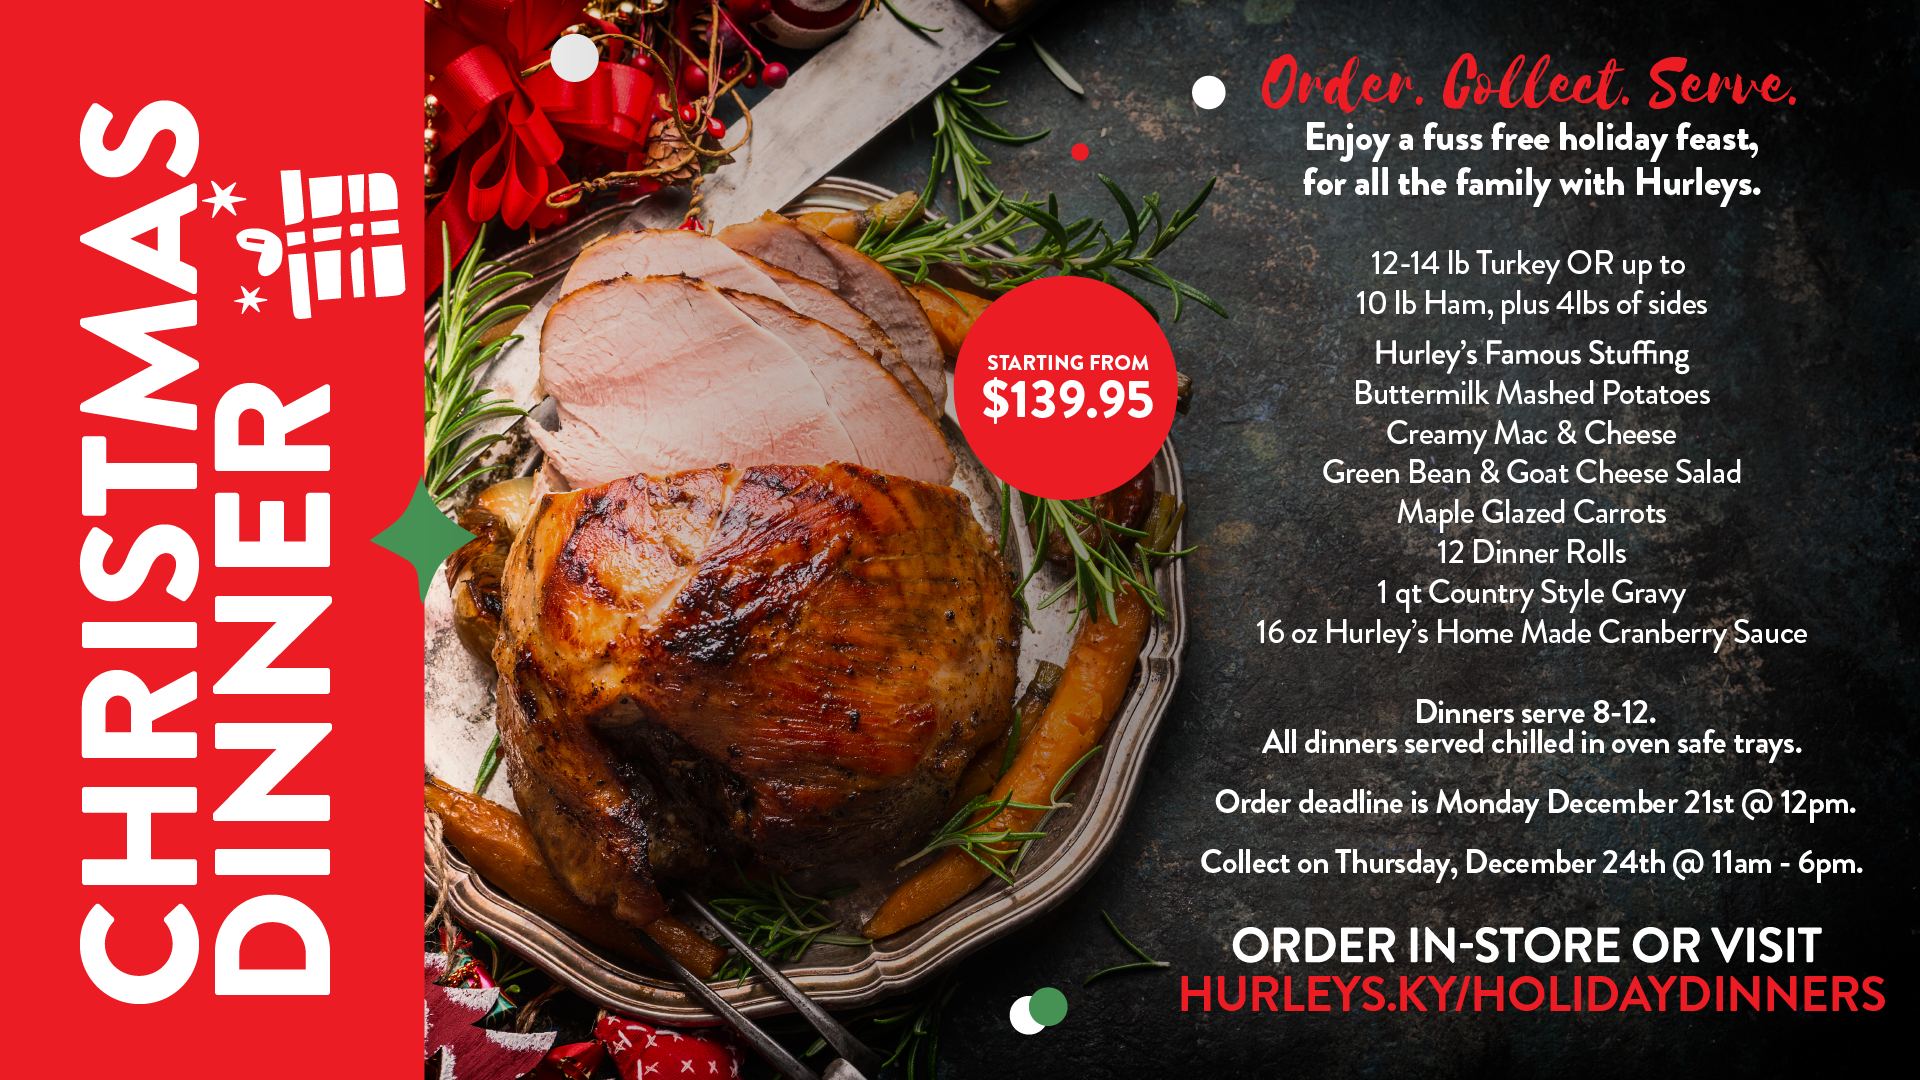 CHRISTMAS
DINNER
STARTING FROM
$139.95
Order. Collect. Serve.
Enjoy a fuss free holiday feast,
for all the family with Hurleys.
12-14 lb Turkey OR up to
10 lb Ham, plus 4lbs of sides
Hurley's Famous Stuffing
Buttermilk Mashed Potatoes
Creamy Mac & Cheese
Green Bean & Goat Cheese Salad
Maple Glazed Carrots
12 Dinner Rolls
1 qt Country Style Gravy
16 oz Hurley's Home Made Cranberry Sauce
Dinners serve 8-12.
All dinners served chilled in oven safe trays.
Order deadline is Monday December 21st @ 12pm.
Collect on Thursday, December 24th @ 11am - 6pm.
ORDER IN-STORE OR VISIT
HURLEYS.KY/HOLIDAYDINNERS